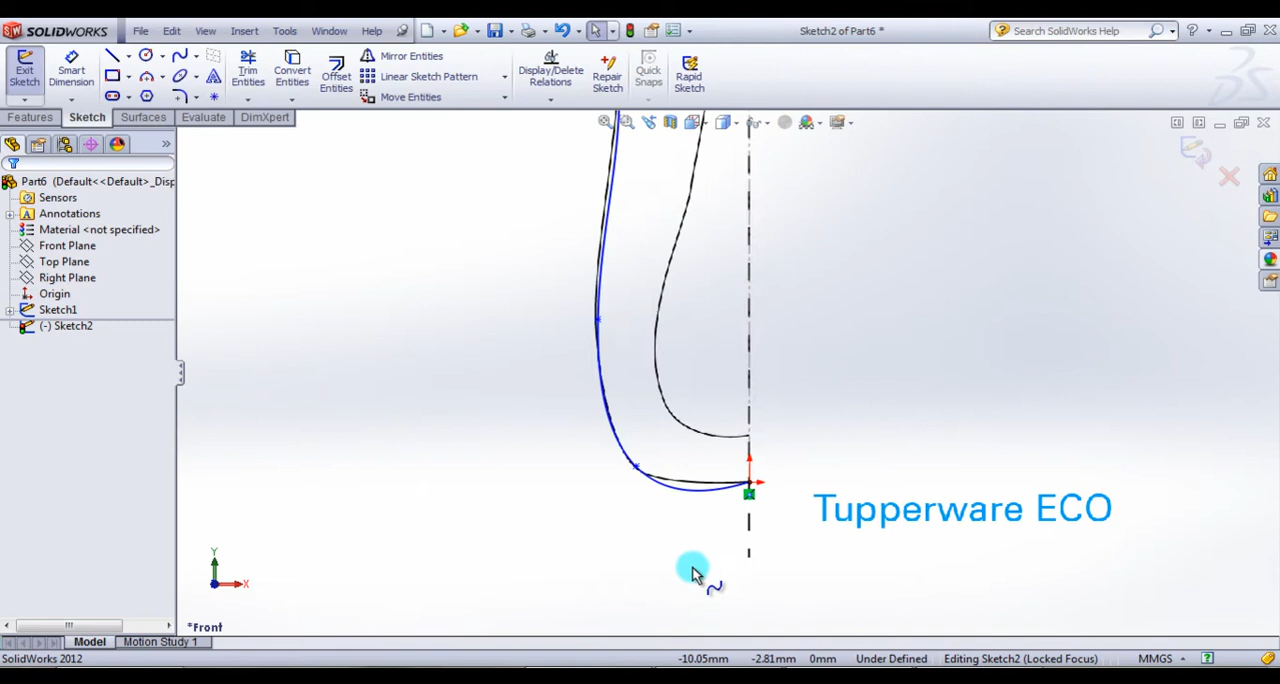 SOLIDWORKS File Edit View Insert Tools Window Help Sketch2 of Part6 * Search SolidWorks Help
Exit Sketch
Smart Dimension
Trim Entities
Convert Entities
Offset Entities
Mirror Entities
Linear Sketch Pattern
Move Entities
Display/Delete Relations
Repair Sketch
Quick Snaps
Rapid Sketch
Features Sketch Surfaces Evaluate DimXpert
Part6 (Default<<Default>_Disp
Sensors
Annotations
Material <not specified>
Front Plane
Top Plane
Right Plane
Origin
Sketch1
(-) Sketch2
Tupperware ECO
Y
X
*Front
Model Motion Study 1
SolidWorks 2012 -10.05mm -2.81mm 0mm Under Defined Editing Sketch2 (Locked Focus) MMGS